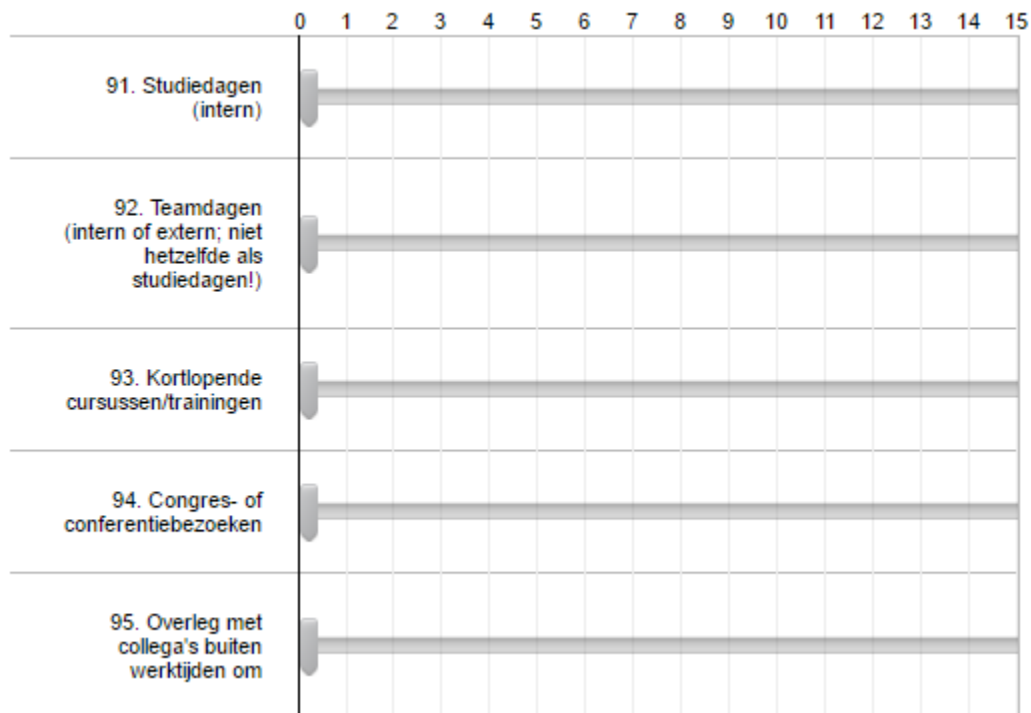 0 1 2 3 4 5 6 7 8 9 10 11 12 13 14 15
91. Studiedagen
(intern)
92. Teamdagen
(intern of extern; niet
hetzelfde als
studiedagen!)
93. Kortlopende
cursussen/trainingen
94. Congres- of
conferentiebezoeken
95. Overleg met
collega's buiten
werktijden om